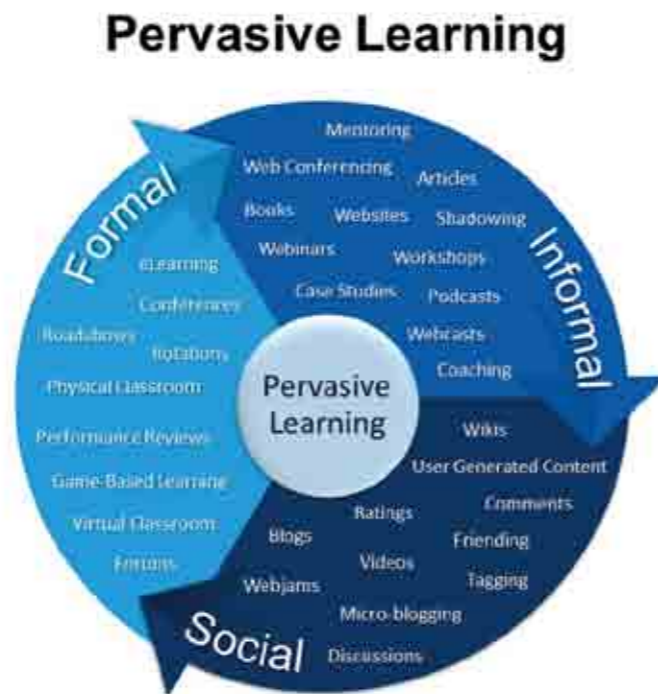 Pervasive Learning
Formal
eLearning
Conferences
Roadshows
Rotations
Physical Classroom
Performance Reviews
Game-Based Learning
Virtual Classroom
Forums
Informal
Mentoring
Web Conferencing
Articles
Books
Websites
Shadowing
Webinars
Workshops
Case Studies
Podcasts
Webcasts
Coaching
Pervasive
Learning
Social
Wikis
User Generated Content
Comments
Ratings
Friending
Blogs
Videos
Tagging
Webjams
Micro-blogging
Discussions